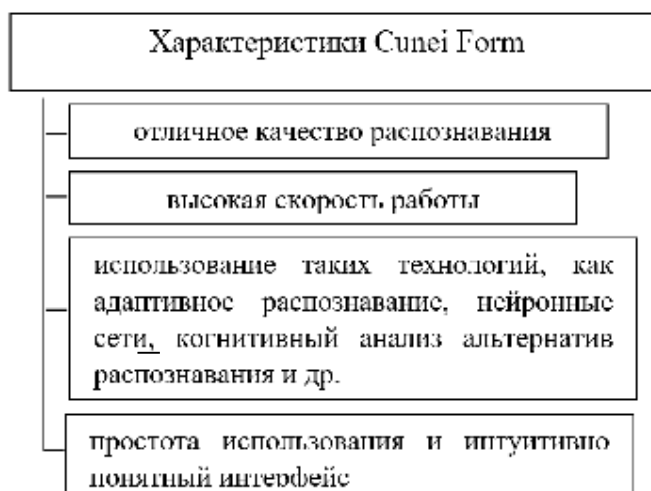 Характеристики Cunei Form
отличное качество распознавания
высокая скорость работы
использование таких технологий, как
адаптивное распознавание, нейронные
сети, когнитивный анализ альтернатив
распознавания и др.
простота использования и интуитивно
понятный интерфейс